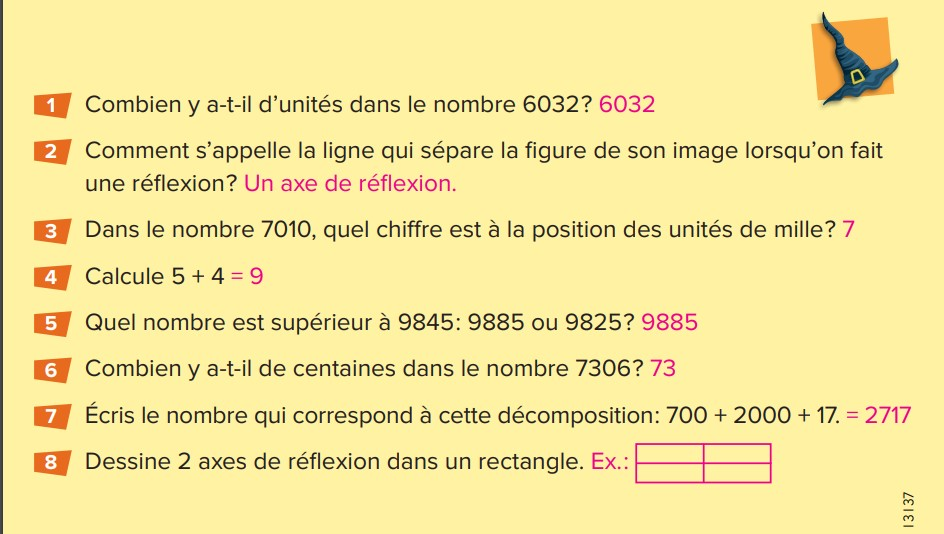 1 Combien y a-t-il d'unités dans le nombre 6032? 6032
2 Comment s'appelle la ligne qui sépare la figure de son image lorsqu'on fait
une réflexion? Un axe de réflexion.
3 Dans le nombre 7010, quel chiffre est à la position des unités de mille? 7
4 Calcule 5 + 4 = 9
5 Quel nombre est supérieur à 9845: 9885 ou 9825? 9885
6 Combien y a-t-il de centaines dans le nombre 7306? 73
7 Écris le nombre qui correspond à cette décomposition: 700 + 2000 + 17. = 2717
8 Dessine 2 axes de réflexion dans un rectangle. Ex.:
13137